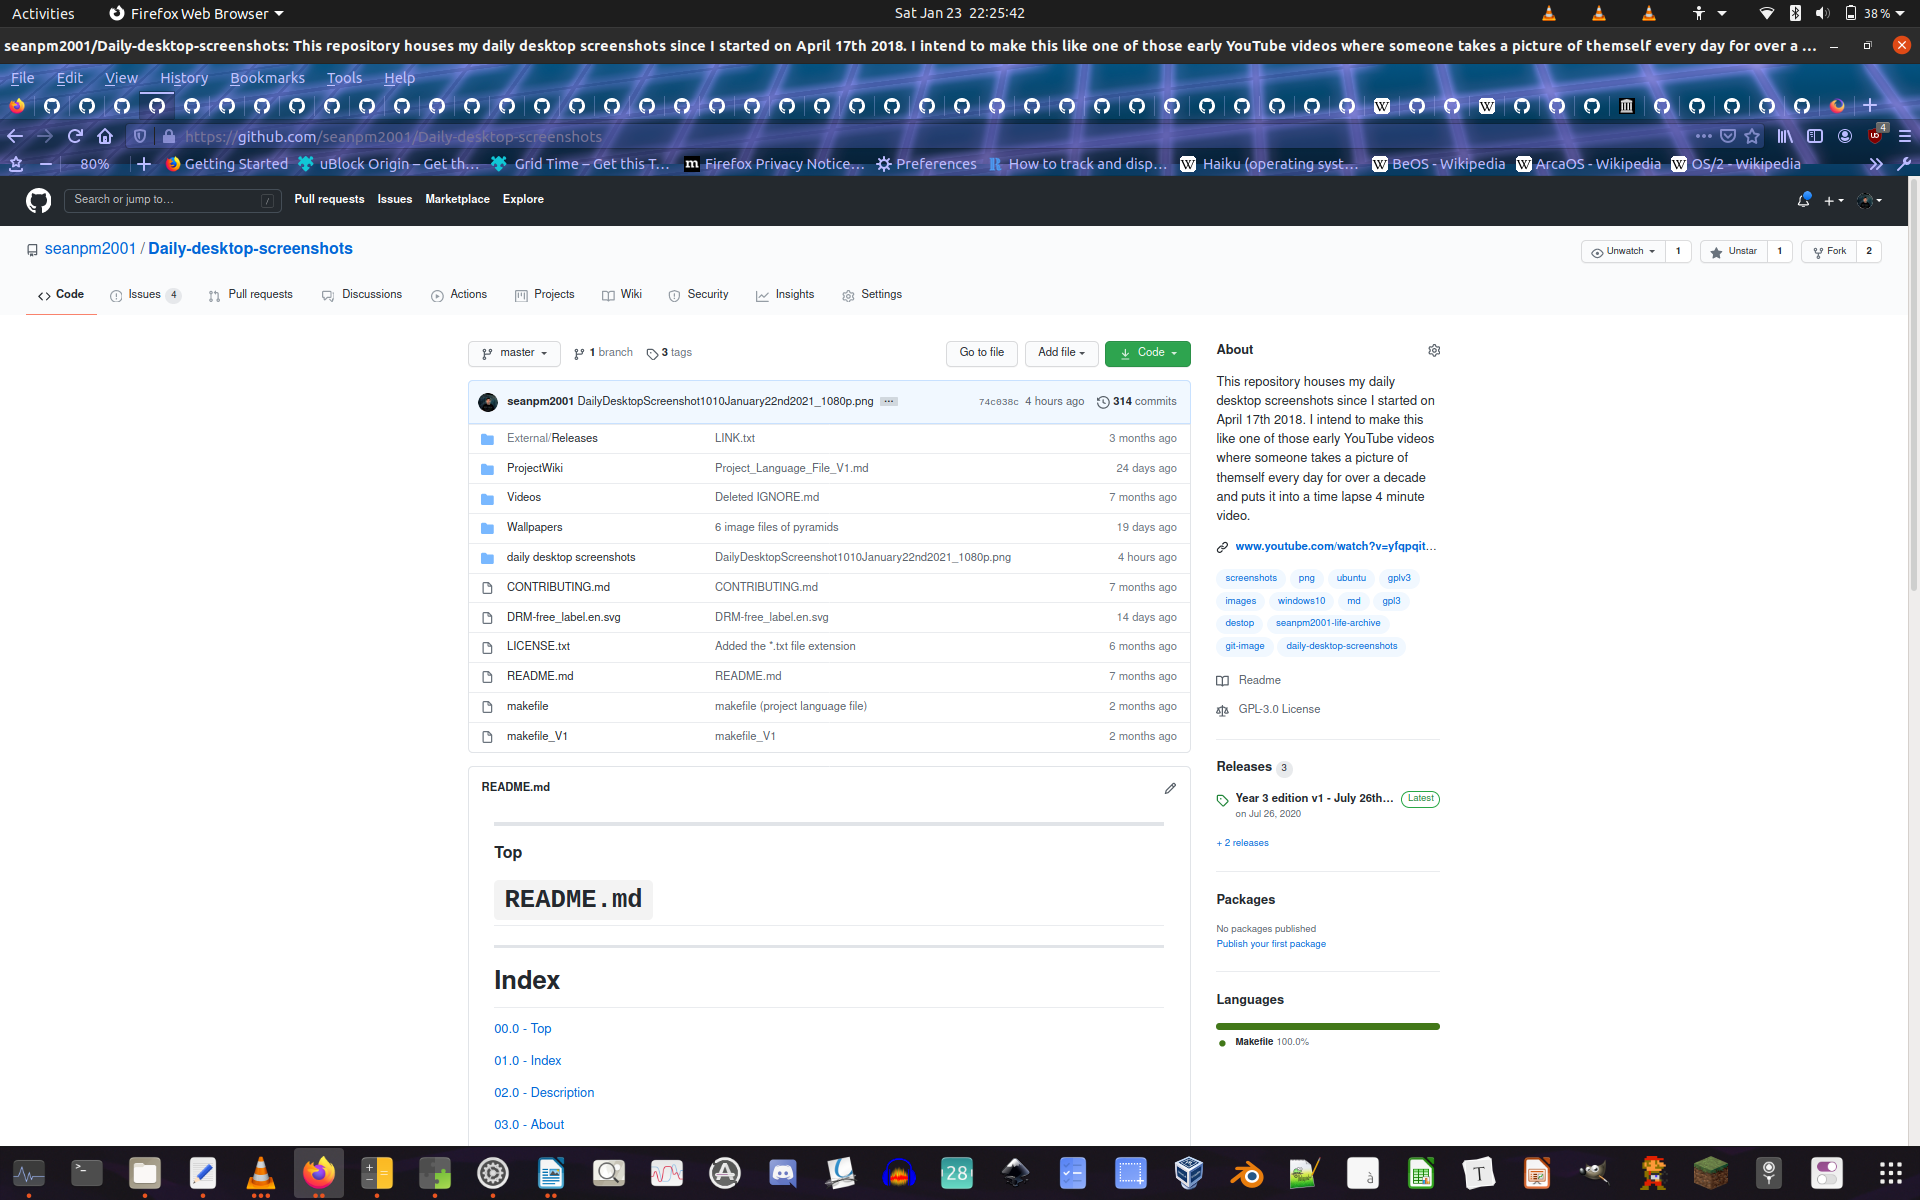 Activities
Firefox Web Browser
Sat Jan 23 22:25:42
38 %
seanpm2001/Daily-desktop-screenshots: This repository houses my daily desktop screenshots since I started on April 17th 2018. I intend to make this like one of those early YouTube videos where someone takes a picture of themself every day for over a ...
File Edit View History Bookmarks Tools Help
https://github.com/seanpm2001/Daily-desktop-screenshots
4
80%
Getting Started
uBlock Origin – Get th…
Grid Time – Get this T…
Firefox Privacy Notice…
Preferences
How to track and disp…
Haiku (operating syst…
BeOS - Wikipedia
ArcaOS - Wikipedia
OS/2 - Wikipedia
Search or jump to…
/
Pull requests Issues Marketplace Explore
seanpm2001 / Daily-desktop-screenshots
Unwatch 1
Unstar 1
Fork 2
Code
Issues 4
Pull requests
Discussions
Actions
Projects
Wiki
Security
Insights
Settings
master
1 branch
3 tags
Go to file
Add file
Code
seanpm2001 DailyDesktopScreenshot1010January22nd2021_1080p.png ...
74c038c 4 hours ago
314 commits
External/Releases LINK.txt 3 months ago
ProjectWiki Project_Language_File_V1.md 24 days ago
Videos Deleted IGNORE.md 7 months ago
Wallpapers 6 image files of pyramids 19 days ago
daily desktop screenshots DailyDesktopScreenshot1010January22nd2021_1080p.png 4 hours ago
CONTRIBUTING.md CONTRIBUTING.md 7 months ago
DRM-free_label.en.svg DRM-free_label.en.svg 14 days ago
LICENSE.txt Added the *.txt file extension 6 months ago
README.md README.md 7 months ago
makefile makefile (project language file) 2 months ago
makefile_V1 makefile_V1 2 months ago
README.md
Top
README.md
Index
00.0 - Top
01.0 - Index
02.0 - Description
03.0 - About
About
This repository houses my daily
desktop screenshots since I started on
April 17th 2018. I intend to make this
like one of those early YouTube videos
where someone takes a picture of
themself every day for over a decade
and puts it into a time lapse 4 minute
video.
www.youtube.com/watch?v=yfqpqit…
screenshots png ubuntu gplv3
images windows10 md gpl3
destop seanpm2001-life-archive
git-image daily-desktop-screenshots
Readme
GPL-3.0 License
Releases 3
Year 3 edition v1 - July 26th… Latest
on Jul 26, 2020
+ 2 releases
Packages
No packages published
Publish your first package
Languages
Makefile 100.0%
28